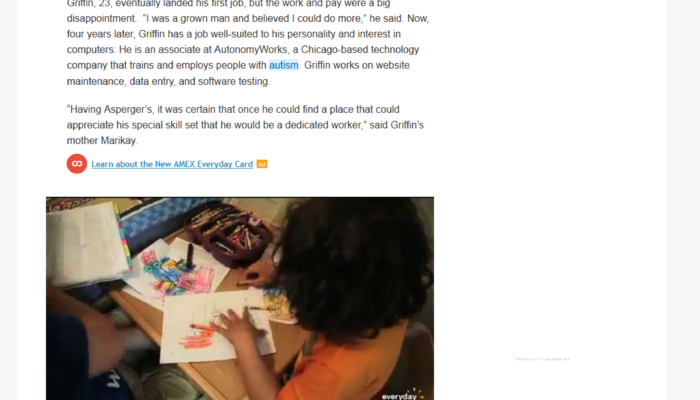 Griffin, 23, eventually landed his first job, but the work and pay were a big
disappointment.  “I was a grown man and believed I could do more,” he said. Now,
four years later, Griffin has a job well-suited to his personality and interest in
computers: He is an associate at AutonomyWorks, a Chicago-based technology
company that trains and employs people with autism. Griffin works on website
maintenance, data entry, and software testing.
“Having Asperger’s, it was certain that once he could find a place that could
appreciate his special skill set that he would be a dedicated worker,” said Griffin’s
mother Marikay.
Learn about the New AMEX Everyday Card Ad
everyday